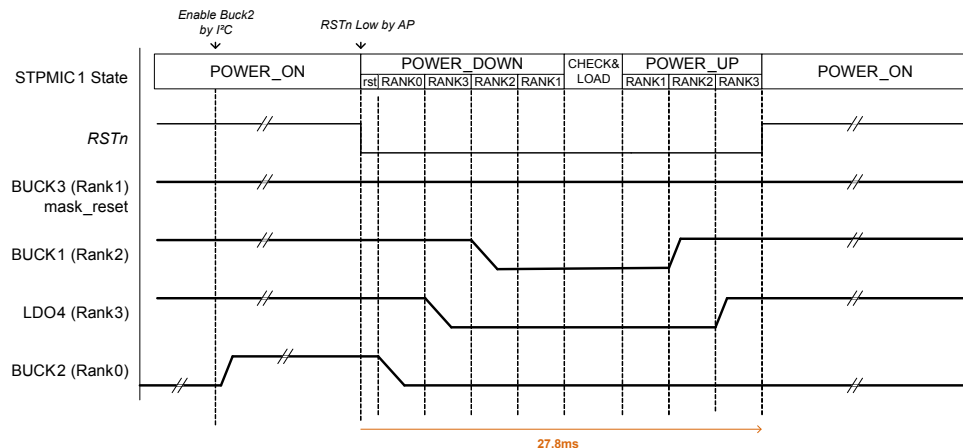 Enable Buck2
by I²C
RSTn Low by AP
STPMIC1 State
POWER_ON
POWER_DOWN
CHECK&
LOAD
POWER_UP
POWER_ON
rst
RANK0
RANK3
RANK2
RANK1
RANK1
RANK2
RANK3
RSTn
BUCK3 (Rank1)
mask_reset
BUCK1 (Rank2)
LDO4 (Rank3)
BUCK2 (Rank0)
27.8ms